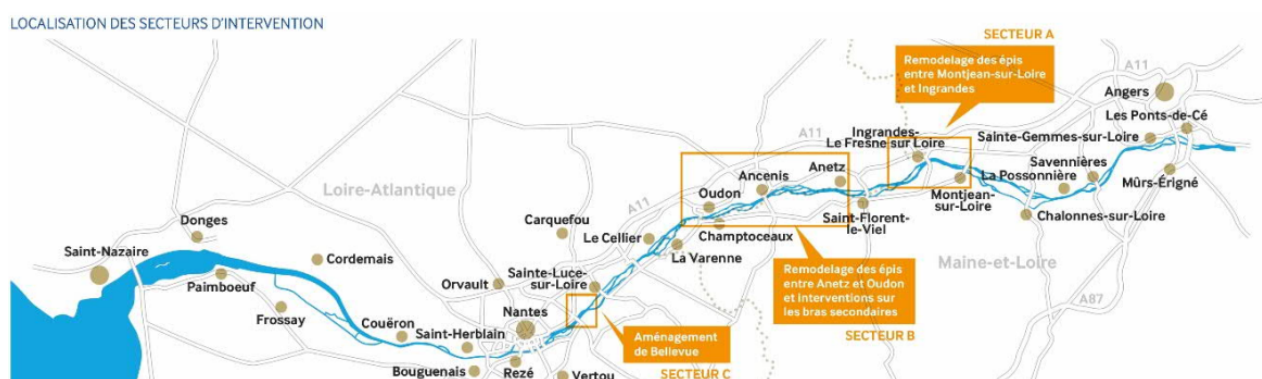 LOCALISATION DES SECTEURS D'INTERVENTION
SECTEUR A
Remodelage des épis
entre Montjean-sur-Loire
et Ingrandes
A11
Angers
Les Ponts-de-Cé
A11
Ingrandes-
Le Fresne sur Loire
Sainte-Gemmes-sur-Loire
Anetz
Savennières
Ancenis
La Possonnière
Loire-Atlantique
Oudon
Mûrs-Érigné
Montjean-
sur-Loire
A11
Saint-Florent-
le-Viel
Chalonnes-sur-Loire
Donges
Carquefou
Le Cellier
Champtoceaux
Saint-Nazaire
Cordemais
La Varenne
Maine-et-Loire
Sainte-Luce-
sur-Loire
Remodelage des épis
entre Anetz et Oudon
et interventions sur
les bras secondaires
Paimboeuf
Orvault
A87
Frossay
Nantes
Couëron
Saint-Herblain
Aménagement
de Bellevue
SECTEUR B
Bouguenais
Rezé
Vertou
SECTEUR C